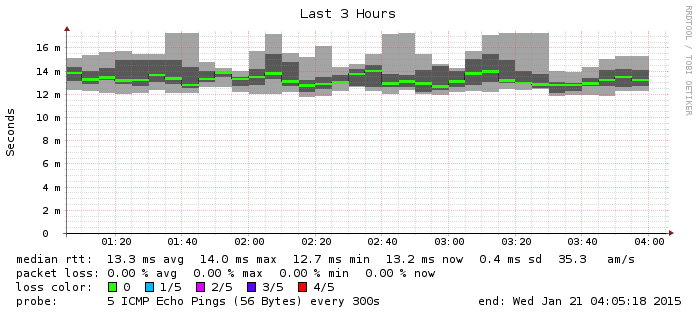 Last 3 Hours
RRDTOOL / TOBI OETIKER
Seconds
16 m
14 m
12 m
10 m
8 m
6 m
4 m
2 m
0
01:20 01:40 02:00 02:20 02:40 03:00 03:20 03:40 04:00
median rtt: 13.3 ms avg 14.0 ms max 12.7 ms min 13.2 ms now 0.4 ms sd 35.3 am/s
packet loss: 0.00 % avg 0.00 % max 0.00 % min 0.00 % now
loss color: 0 1/5 2/5 3/5 4/5
probe: 5 ICMP Echo Pings (56 Bytes) every 300s end: Wed Jan 21 04:05:18 2015